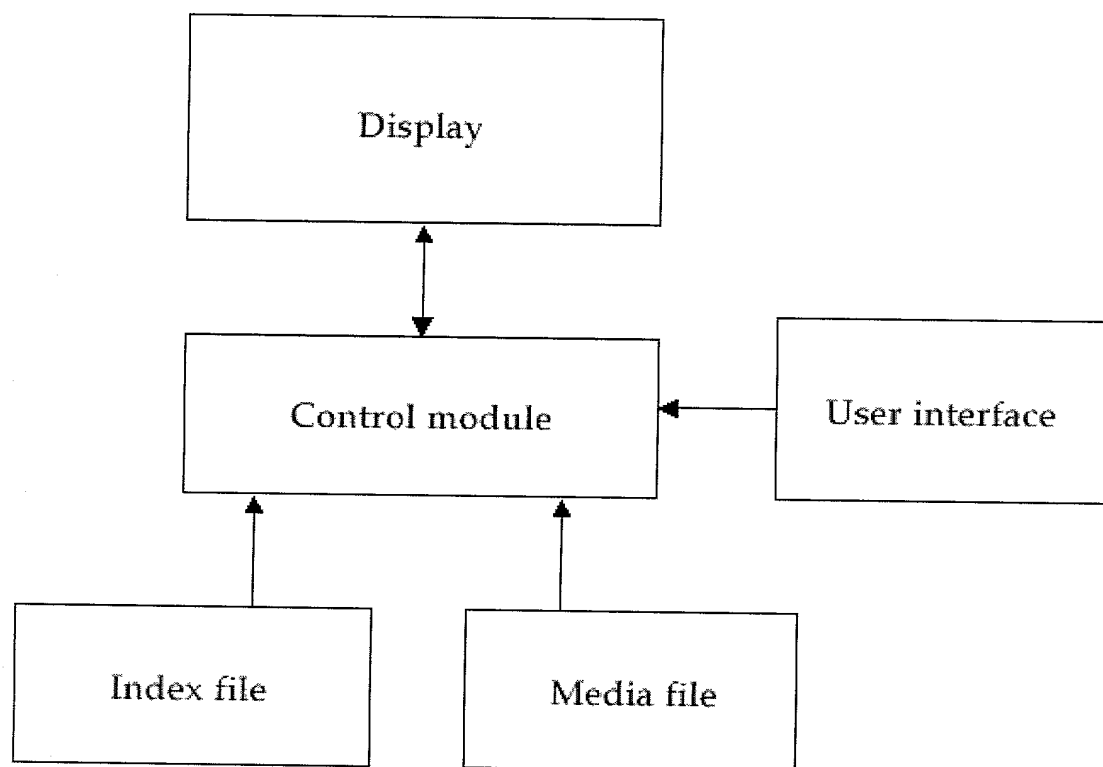 Display
Control module
User interface
Index file
Media file